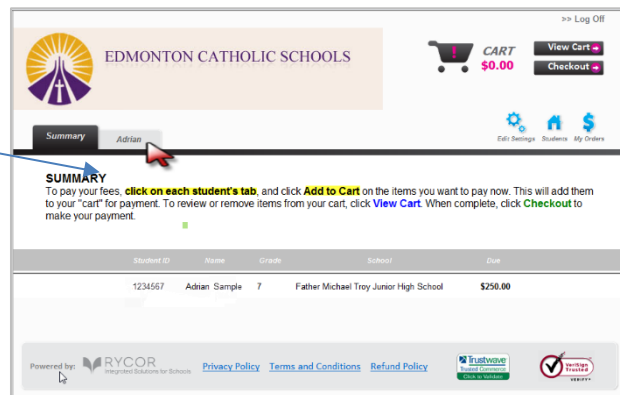 >> Log Off
EDMONTON CATHOLIC SCHOOLS
CART
$0.00
View Cart
Checkout
Summary
Adrian
Edit Settings Students My Orders
SUMMARY
To pay your fees, click on each student's tab, and click Add to Cart on the items you want to pay now. This will add them
to your "cart" for payment. To review or remove items from your cart, click View Cart. When complete, click Checkout to
make your payment.
Student ID Name Grade School Due
1234567 Adrian Sample 7 Father Michael Troy Junior High School $250.00
Powered by: RYCOR
Integrated Solutions for Schools
Privacy Policy Terms and Conditions Refund Policy
Trustwave
Trusted Commerce
Click to Validate
VeriSign
Trusted
VERIFY